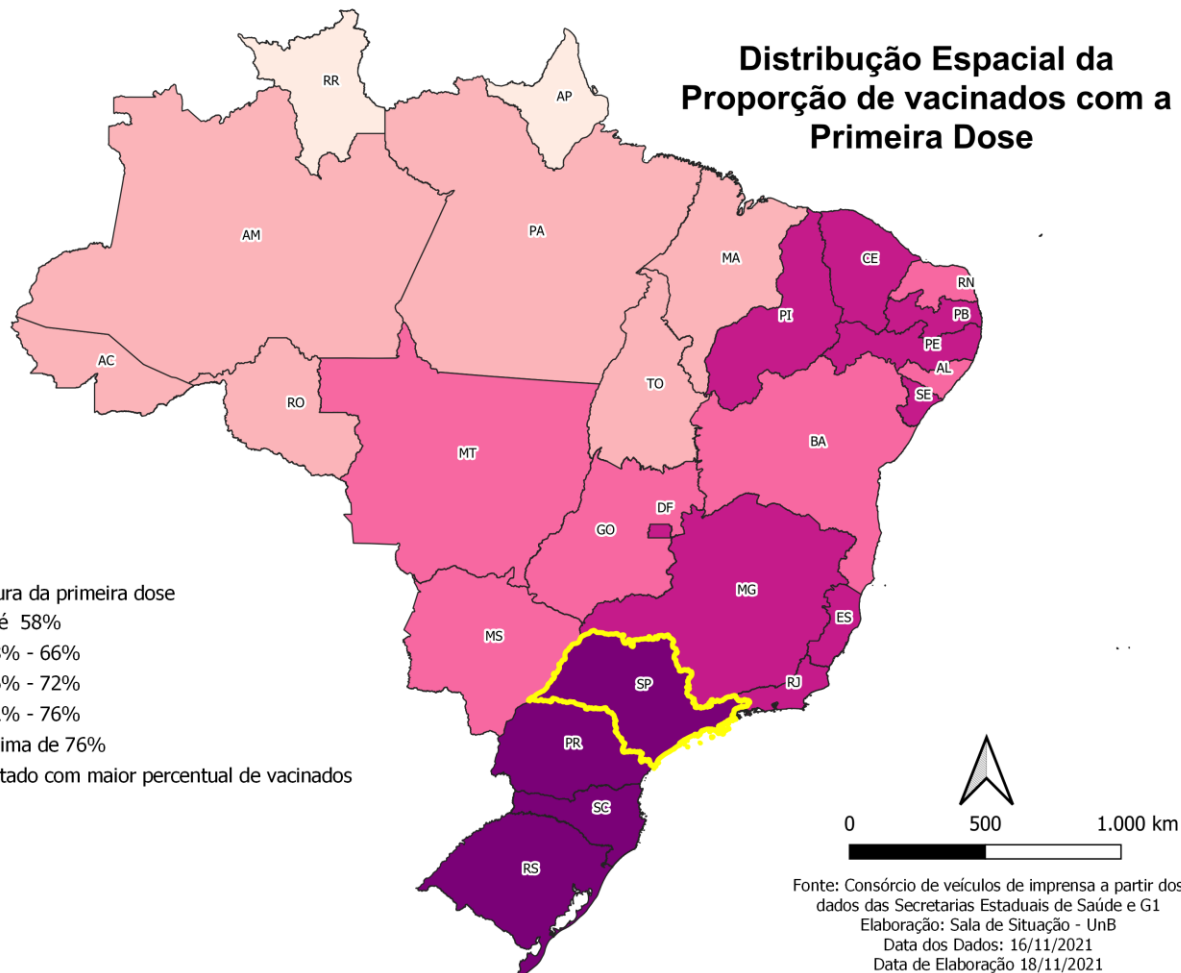 Distribução Espacial da
Proporção de vacinados com a
Primeira Dose
RR
AP
AM
PA
MA
CE
RN
PI
PB
PE
AC
TO
AL
RO
SE
BA
MT
DF
GO
MG
ES
MS
SP
RJ
PR
SC
RS
ura da primeira dose
é 58%
% - 66%
% - 72%
% - 76%
ima de 76%
tado com maior percentual de vacinados
0 500 1.000 km
Fonte: Consórcio de veículos de imprensa a partir dos
dados das Secretarias Estaduais de Saúde e G1
Elaboração: Sala de Situação - UnB
Data dos Dados: 16/11/2021
Data de Elaboração 18/11/2021